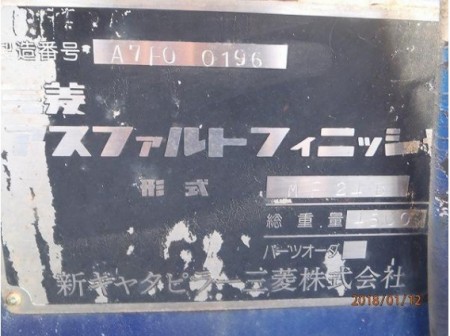 造番号 A7F0 0196
菱
アスファルトフィニッシ
形式
総重量
パーツオーダ
新キャタピラー三菱株式会社
2018/01/12